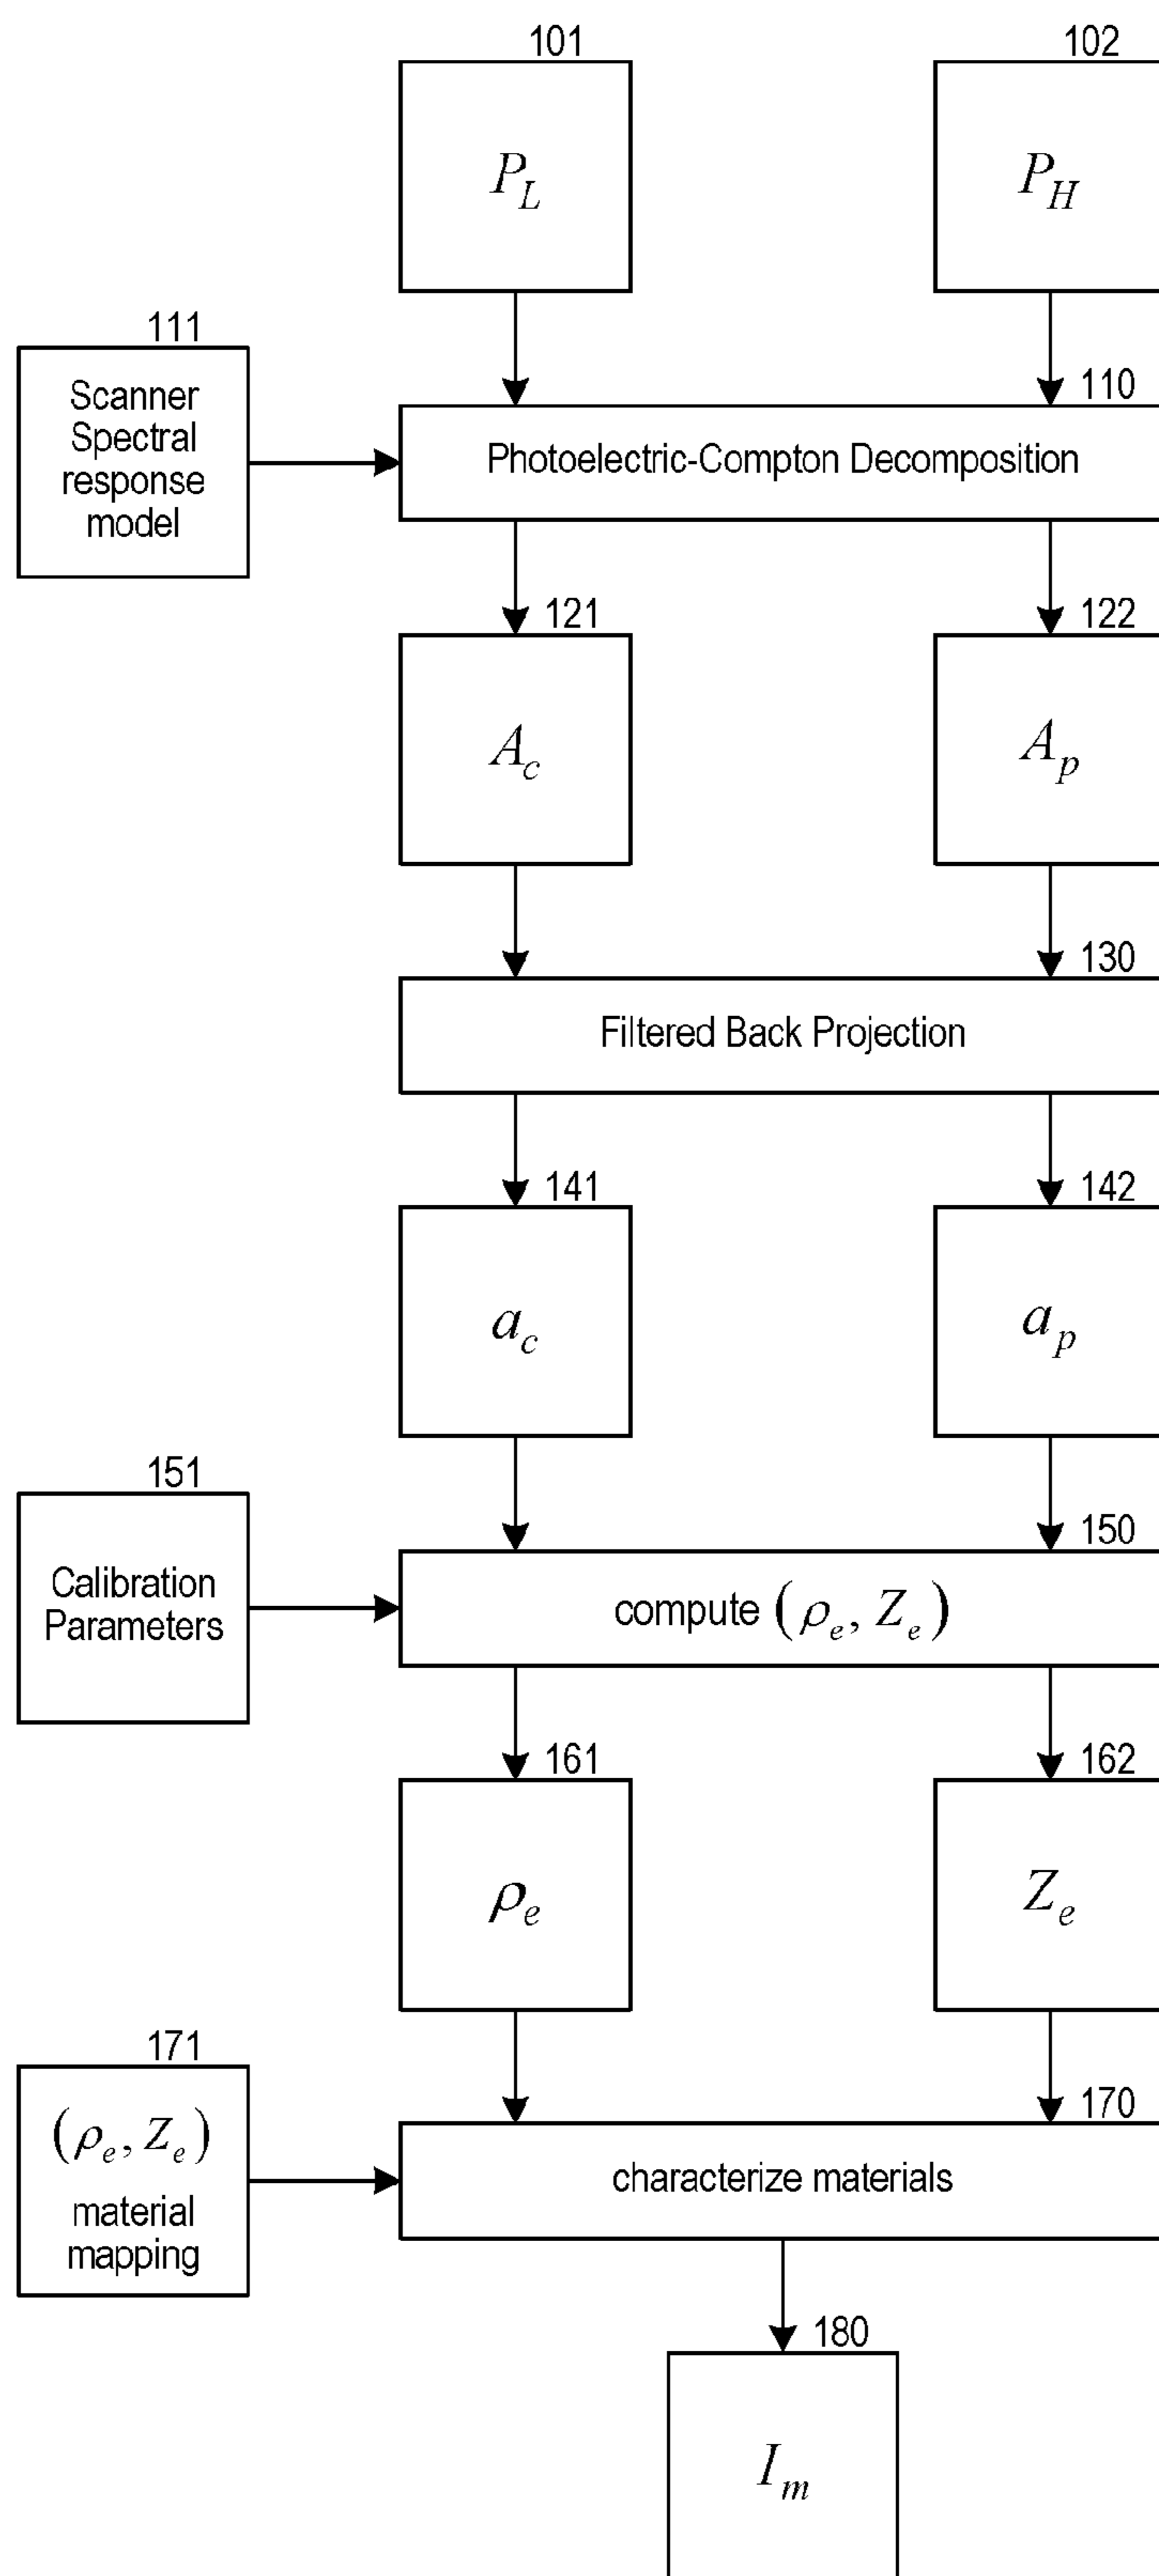 101
102
P_L
P_H
111
Scanner
Spectral
response
model
110
Photoelectric-Compton Decomposition
121
122
A_c
A_p
130
Filtered Back Projection
141
142
a_c
a_p
151
Calibration
Parameters
150
compute (ρ_e, Z_e)
161
162
ρ_e
Z_e
171
(ρ_e, Z_e)
material
mapping
170
characterize materials
180
I_m